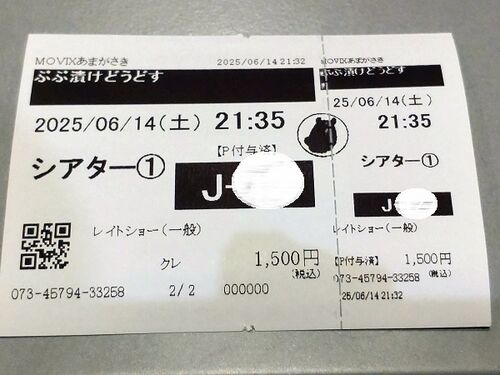 MOVIXあまがさき 2025/06/14 21:32
ぶぶ漬けどうどす
2025/06/14(土) 21:35
【P付与済】
シアター①
J-
レイトショー(一般)
クレ 1,500円
(税込)
073-45794-33258 2/2 000000
MOVIXあまがさき
ぶぶ漬けどうどす
25/06/14(土)
21:35
シアター①
レイトショー(一般)
【P付与済】 1,500円
073-45794-33258 (税込)
25/06/14 21:32